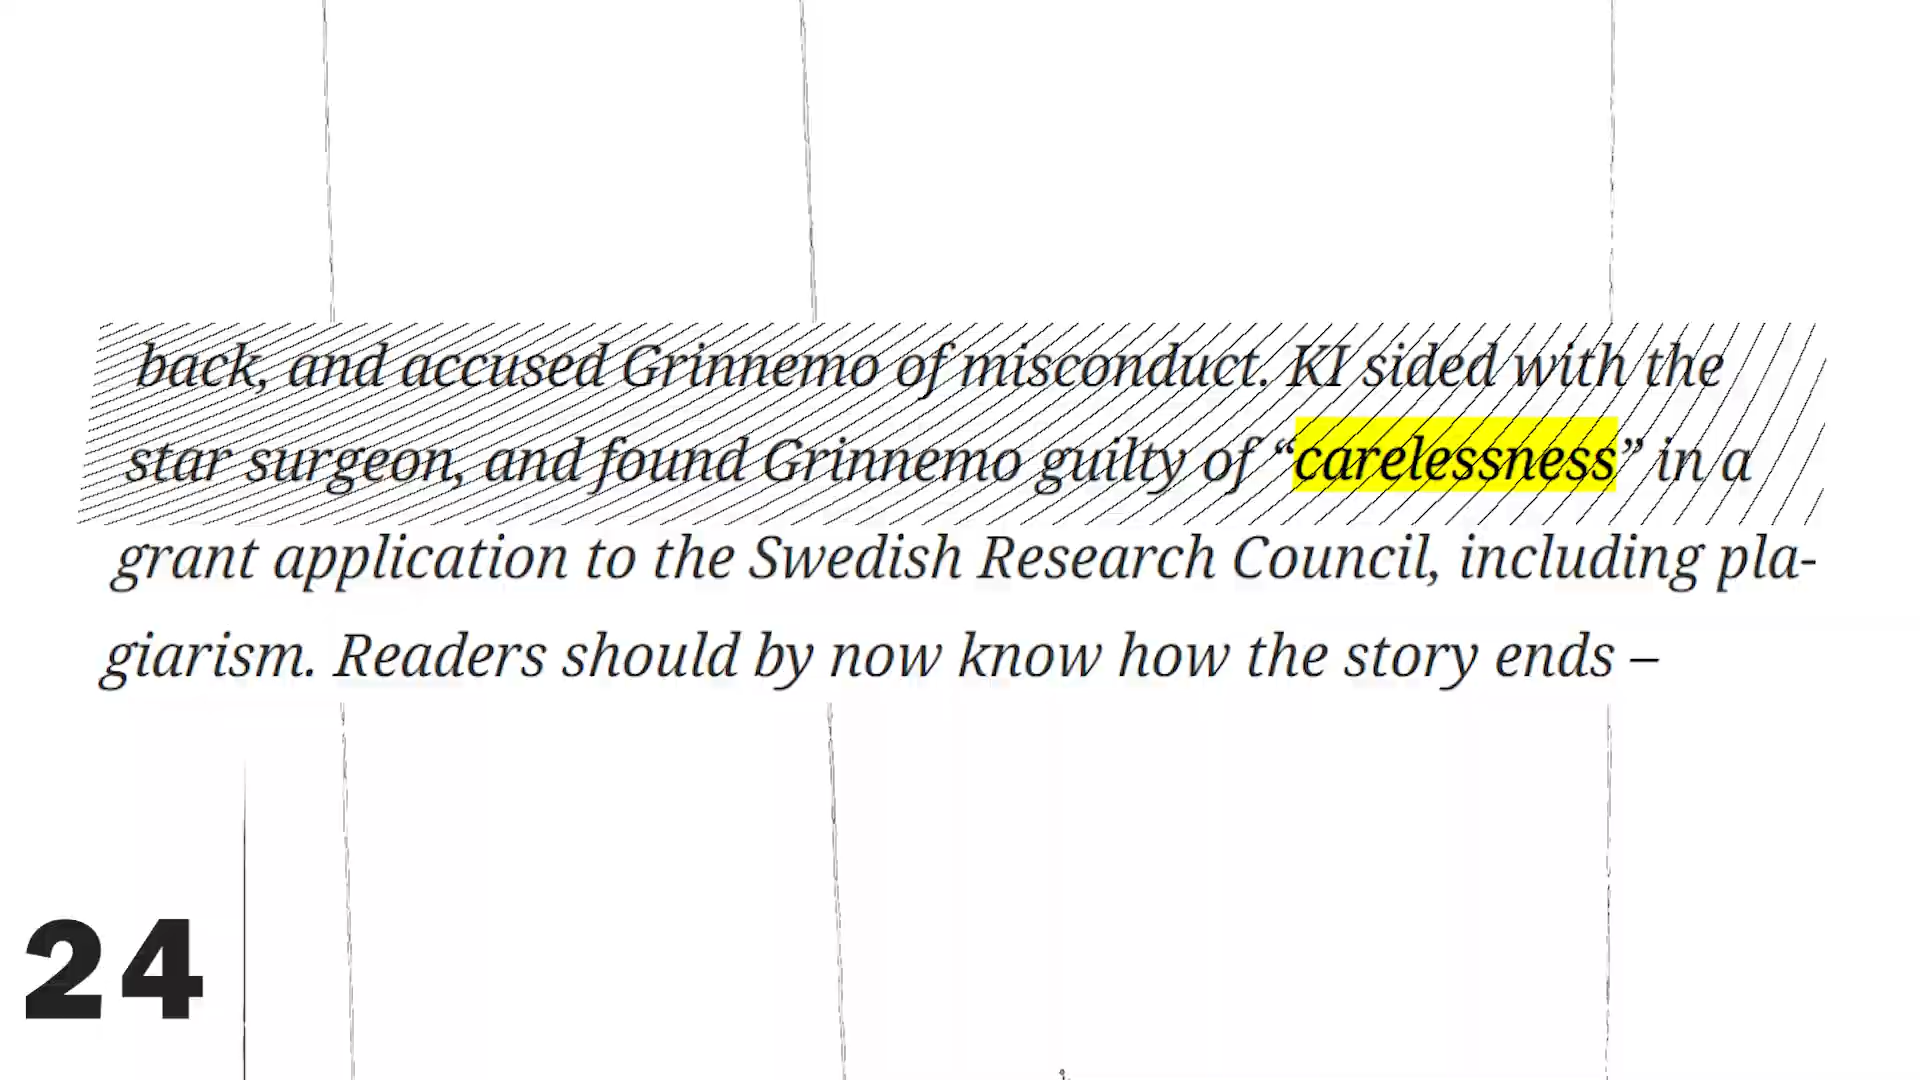 back, and accused Grinnemo of misconduct. KI sided with the
star surgeon, and found Grinnemo guilty of “carelessness” in a
grant application to the Swedish Research Council, including pla-
giarism. Readers should by now know how the story ends –
24